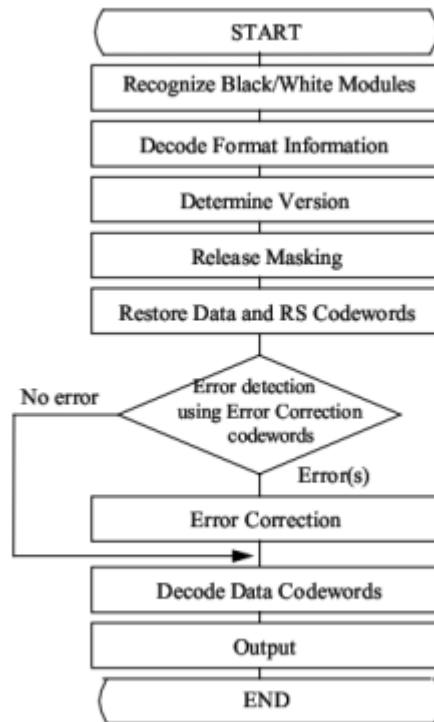 START
Recognize Black/White Modules
Decode Format Information
Determine Version
Release Masking
Restore Data and RS Codewords
Error detection
using Error Correction
codewords
No error
Error(s)
Error Correction
Decode Data Codewords
Output
END